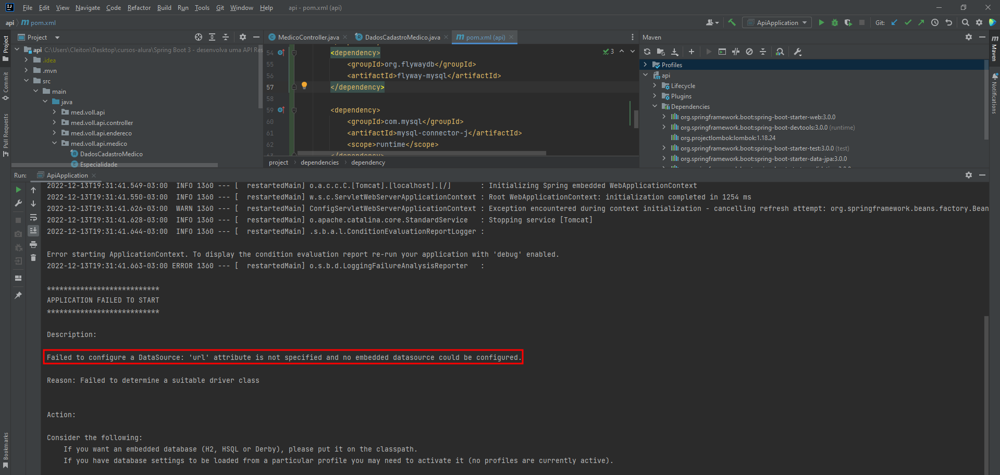 File Edit View Navigate Code Refactor Build Run Tools Git Window Help api - pom.xml (api)
api pom.xml ApiApplication Git:
Project
MedicoController.java DadosCadastroMedico.java pom.xml (api)
Maven
Project
Commit
Pull Requests
Bookmarks
api C:\Users\Cleiton\Desktop\cursos-alura\Spring Boot 3 - desenvolva uma API Res
.idea
.mvn
src
main
java
med.voll.api
med.voll.api.controller
med.voll.api.endereco
med.voll.api.medico
DadosCadastroMedico
Especialidade
3
54 <dependency>
55 <groupId>org.flywaydb</groupId>
56 <artifactId>flyway-mysql</artifactId>
57 </dependency>
58
59 <dependency>
60 <groupId>com.mysql</groupId>
61 <artifactId>mysql-connector-j</artifactId>
62 <scope>runtime</scope>
63 </dependency>
project dependencies dependency
Profiles
api
Lifecycle
Plugins
Dependencies
org.springframework.boot:spring-boot-starter-web:3.0.0
org.springframework.boot:spring-boot-devtools:3.0.0 (runtime)
org.projectlombok:lombok:1.18.24
org.springframework.boot:spring-boot-starter-test:3.0.0 (test)
org.springframework.boot:spring-boot-starter-data-jpa:3.0.0
Maven
Notifications
Run: ApiApplication
2022-12-13T19:31:41.549-03:00 INFO 1360 --- [ restartedMain] o.a.c.c.C.[Tomcat].[localhost].[/] : Initializing Spring embedded WebApplicationContext
2022-12-13T19:31:41.550-03:00 INFO 1360 --- [ restartedMain] w.s.c.ServletWebServerApplicationContext : Root WebApplicationContext: initialization completed in 1254 ms
2022-12-13T19:31:41.626-03:00 WARN 1360 --- [ restartedMain] ConfigServletWebServerApplicationContext : Exception encountered during context initialization - cancelling refresh attempt: org.springframework.beans.factory.Bean
2022-12-13T19:31:41.628-03:00 INFO 1360 --- [ restartedMain] o.apache.catalina.core.StandardService : Stopping service [Tomcat]
2022-12-13T19:31:41.644-03:00 INFO 1360 --- [ restartedMain] .s.b.a.l.ConditionEvaluationReportLogger :
Error starting ApplicationContext. To display the condition evaluation report re-run your application with 'debug' enabled.
2022-12-13T19:31:41.663-03:00 ERROR 1360 --- [ restartedMain] o.s.b.d.LoggingFailureAnalysisReporter :
***************************
APPLICATION FAILED TO START
***************************
Description:
Failed to configure a DataSource: 'url' attribute is not specified and no embedded datasource could be configured.
Reason: Failed to determine a suitable driver class
Action:
Consider the following:
If you want an embedded database (H2, HSQL or Derby), please put it on the classpath.
If you have database settings to be loaded from a particular profile you may need to activate it (no profiles are currently active).